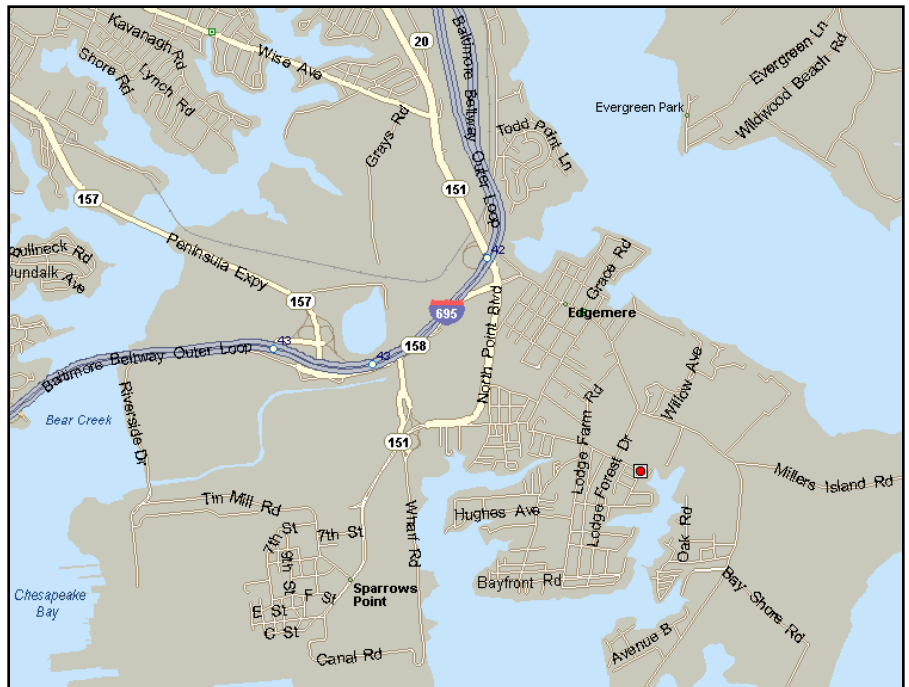 Kavanagh Rd
Wise Ave
20
Baltimore Beltway Outer Loop
Evergreen Ln
Shore Rd
Lynch Rd
Evergreen Park
Wildwood Beach Rd
Grays Rd
Todd Point Ln
151
157
42
Peninsula Expy
Dundalk Ave
Grace Rd
157
695
Edgemere
North Point Blvd
43
158
43
Baltimore Beltway Outer Loop
Willow Ave
Bear Creek
Riverside Dr
Lodge Farm Rd
151
Lodge Forest Dr
Millers Island Rd
Tin Mill Rd
Wharf Rd
Hughes Ave
Oak Rd
7th St
7th St
9th St
Bayfront Rd
Sparrows
Point
F St
Chesapeake
Bay
E St
C St
Bay Shore Rd
Avenue B
Canal Rd